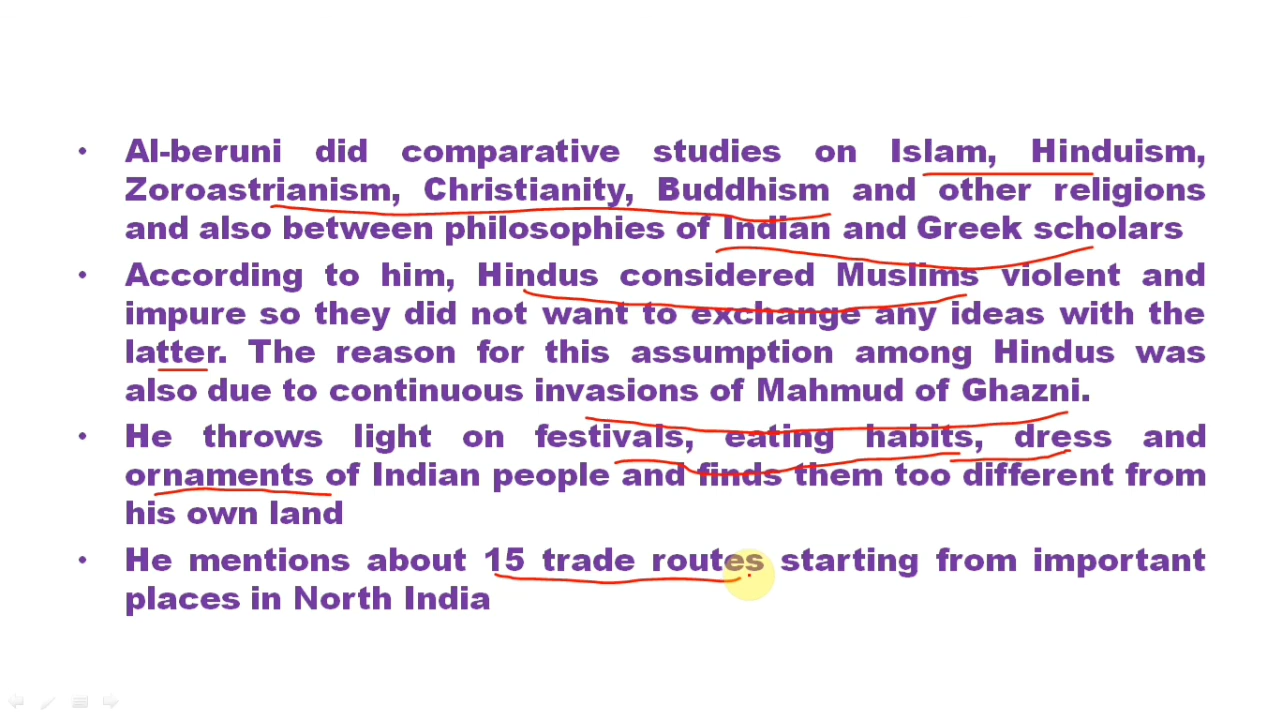 • Al-beruni did comparative studies on Islam, Hinduism,
Zoroastrianism, Christianity, Buddhism and other religions
and also between philosophies of Indian and Greek scholars
• According to him, Hindus considered Muslims violent and
impure so they did not want to exchange any ideas with the
latter. The reason for this assumption among Hindus was
also due to continuous invasions of Mahmud of Ghazni.
• He throws light on festivals, eating habits, dress and
ornaments of Indian people and finds them too different from
his own land
• He mentions about 15 trade routes starting from important
places in North India